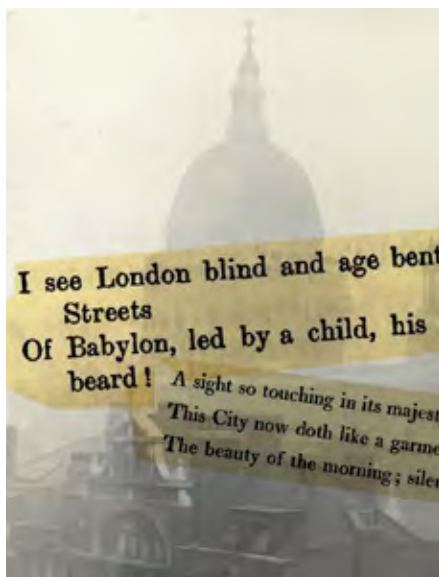 I see London blind and age bent
Streets
Of Babylon, led by a child, his
beard!
A sight so touching in its majest
This City now doth like a garme
The beauty of the morning; silen